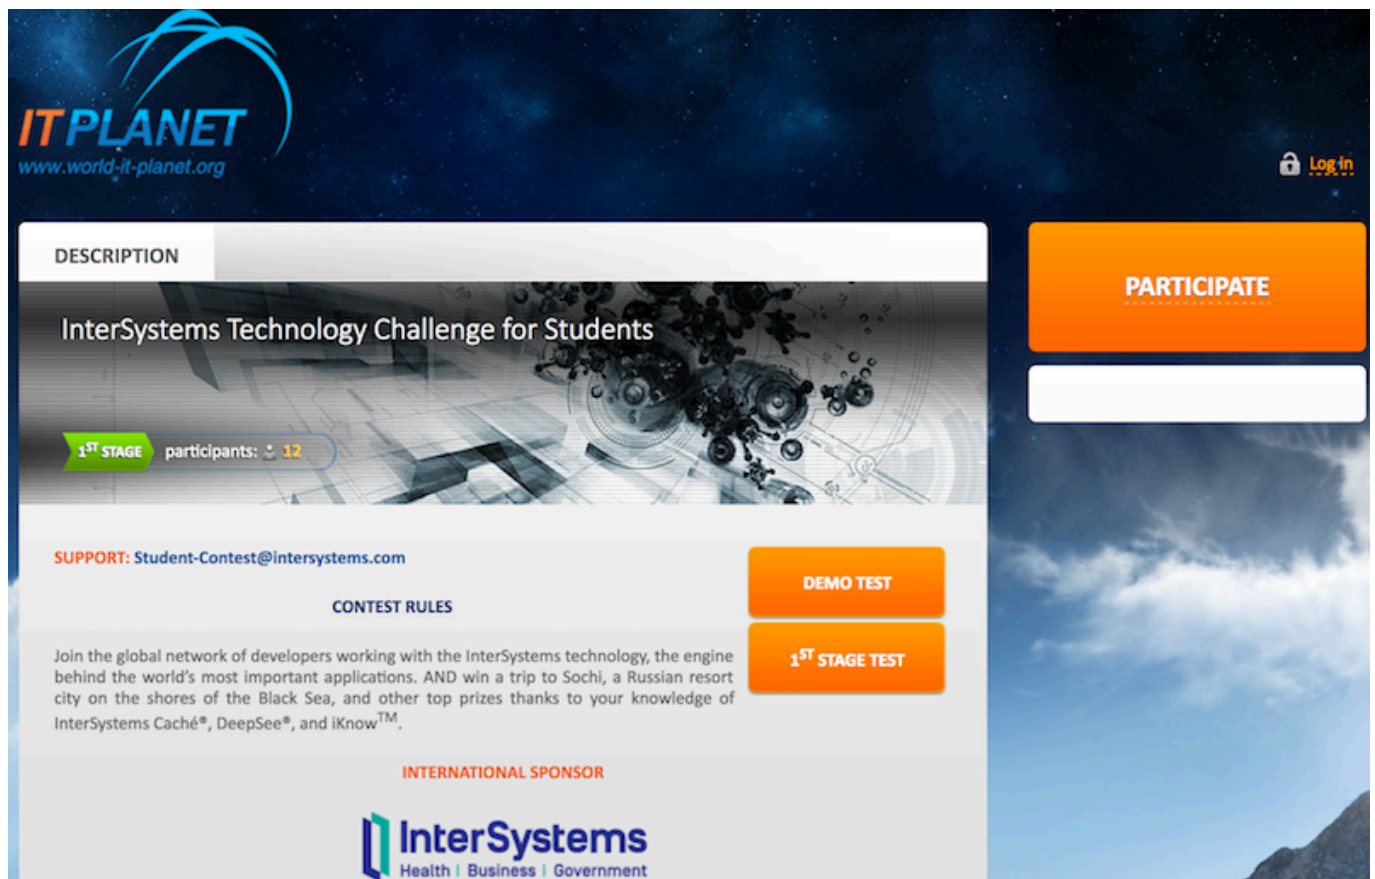 IT PLANET
www.world-it-planet.org
Log in
DESCRIPTION
PARTICIPATE
InterSystems Technology Challenge for Students
1ST STAGE participants: 12
SUPPORT: Student-Contest@intersystems.com
DEMO TEST
CONTEST RULES
1ST STAGE TEST
Join the global network of developers working with the InterSystems technology, the engine
behind the world's most important applications. AND win a trip to Sochi, a Russian resort
city on the shores of the Black Sea, and other top prizes thanks to your knowledge of
InterSystems Caché®, DeepSee®, and iKnow™.
INTERNATIONAL SPONSOR
InterSystems
Health | Business | Government